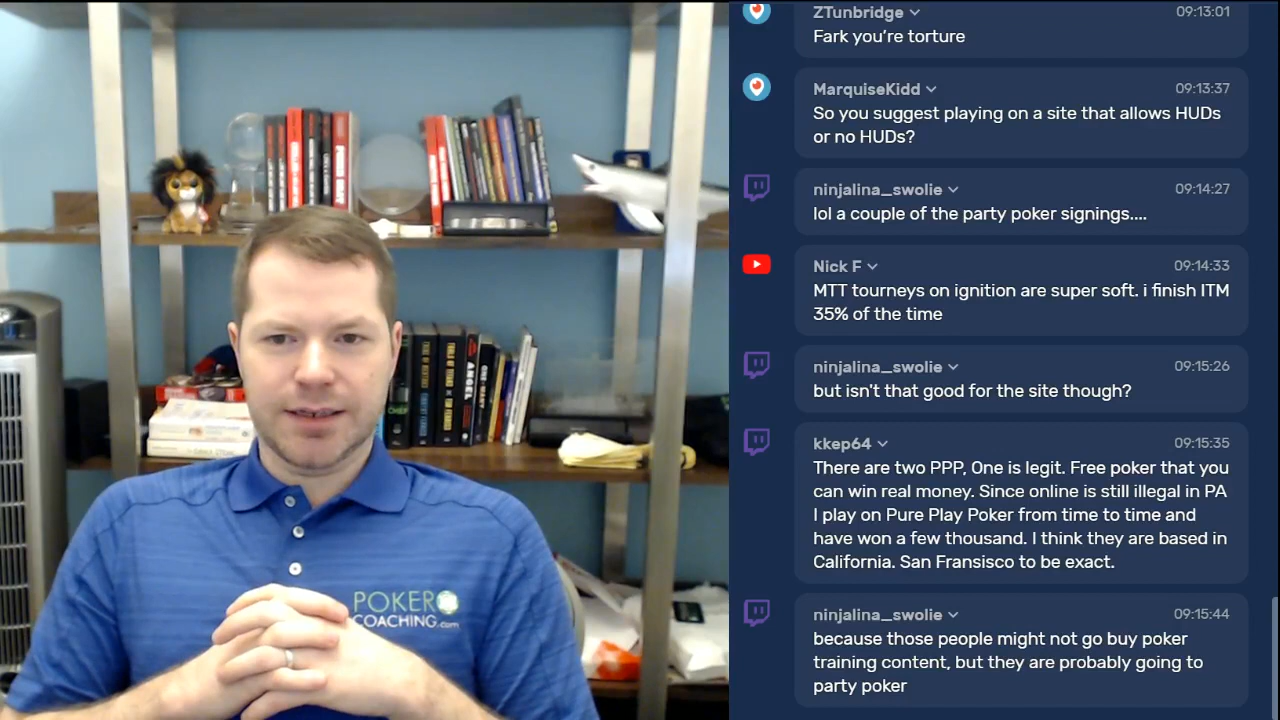 ZTunbridge
09:13:01
Fark you’re torture
MarquiseKidd
09:13:37
So you suggest playing on a site that allows HUDs
or no HUDs?
ninjalina_swolie
09:14:27
lol a couple of the party poker signings....
Nick F
09:14:33
MTT tourneys on ignition are super soft. i finish ITM
35% of the time
ninjalina_swolie
09:15:26
but isn't that good for the site though?
kkep64
09:15:35
There are two PPP, One is legit. Free poker that you
can win real money. Since online is still illegal in PA
I play on Pure Play Poker from time to time and
have won a few thousand. I think they are based in
California. San Fransisco to be exact.
ninjalina_swolie
09:15:44
because those people might not go buy poker
training content, but they are probably going to
party poker
POKER
COACHING.com
ANGEL